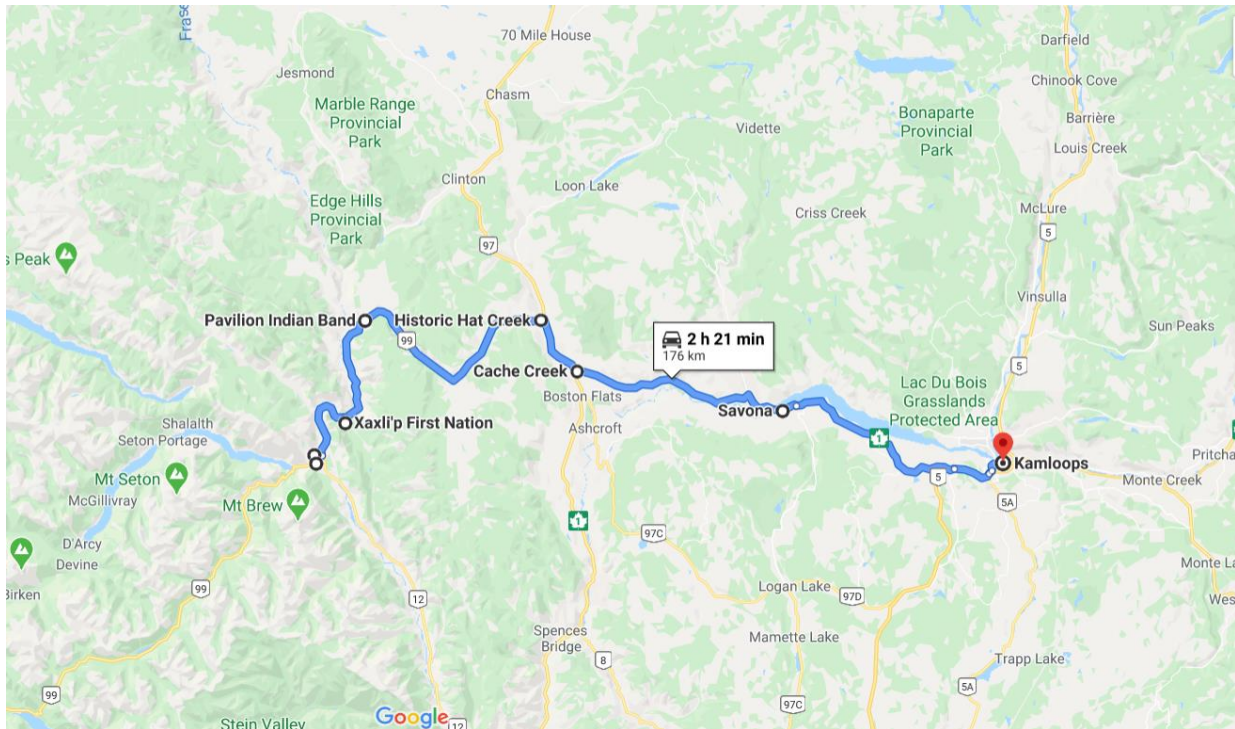 Fras
70 Mile House
Darfield
Jesmond
Chinook Cove
Chasm
Marble Range
Provincial
Park
Bonaparte
Provincial
Park
Barrière
Vidette
Louis Creek
Clinton
Loon Lake
Edge Hills
Provincial
Park
Criss Creek
McLure
5
97
s Peak
Vinsulla
Pavilion Indian Band
Historic Hat Creek
Sun Peaks
99
2 h 21 min
176 km
5
Cache Creek
Lac Du Bois
Grasslands
Protected Area
Boston Flats
Savona
Shalalth
Xaxli'p First Nation
Ashcroft
1
Seton Portage
Pritcha
Kamloops
Mt Seton
5
Monte Creek
McGillivray
Mt Brew
5A
1
97C
D'Arcy
Devine
Monte La
Birken
99
12
Logan Lake
97D
Wes
Spences
Bridge
Mamette Lake
8
Trapp Lake
99
5A
97C
Stein Valley
Google
12